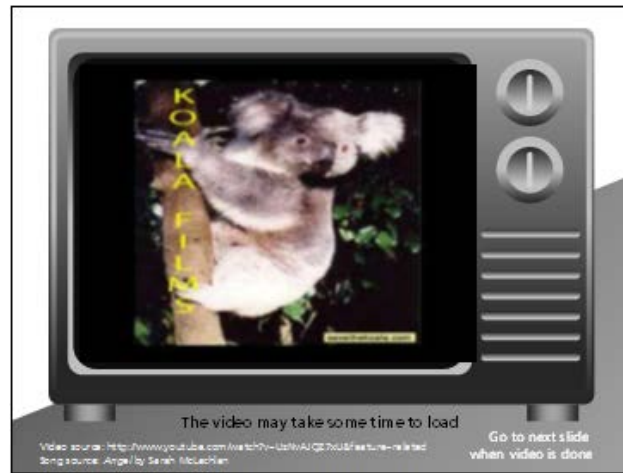 KOALA FILMS
savethekoala.com
The video may take some time to load
Go to next slide
when video is done
Video source: http://www.youtube.com/watch?v=
Song source: Angel by Sarah McLachlan